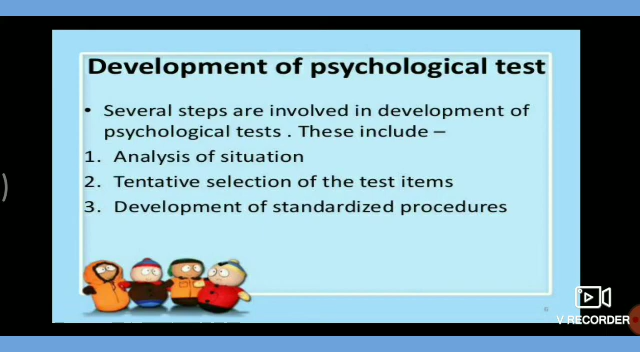 Development of psychological test
• Several steps are involved in development of
psychological tests . These include –
1. Analysis of situation
2. Tentative selection of the test items
3. Development of standardized procedures
V RECORDER